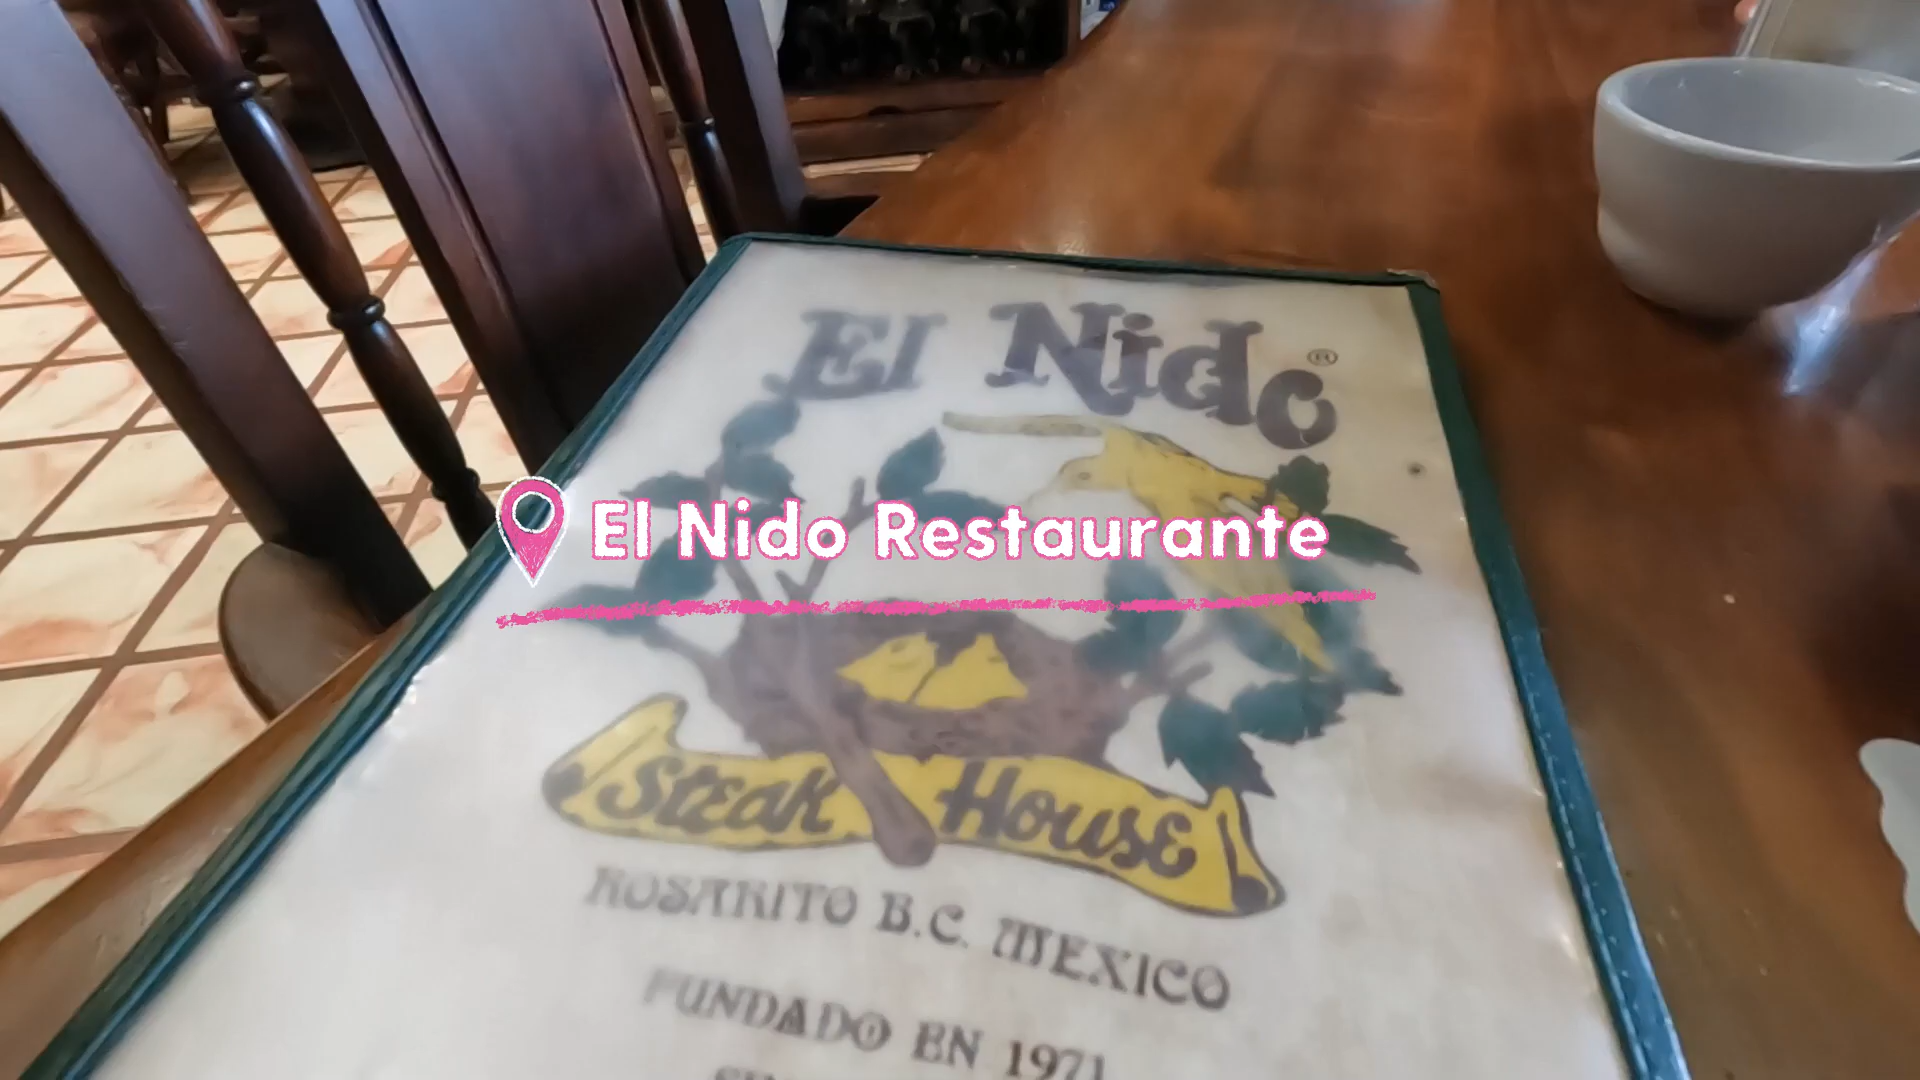 El Nido ®
El Nido Restaurante
Steak House
ROSARITO B.C. MEXICO
FUNDADO EN 1971